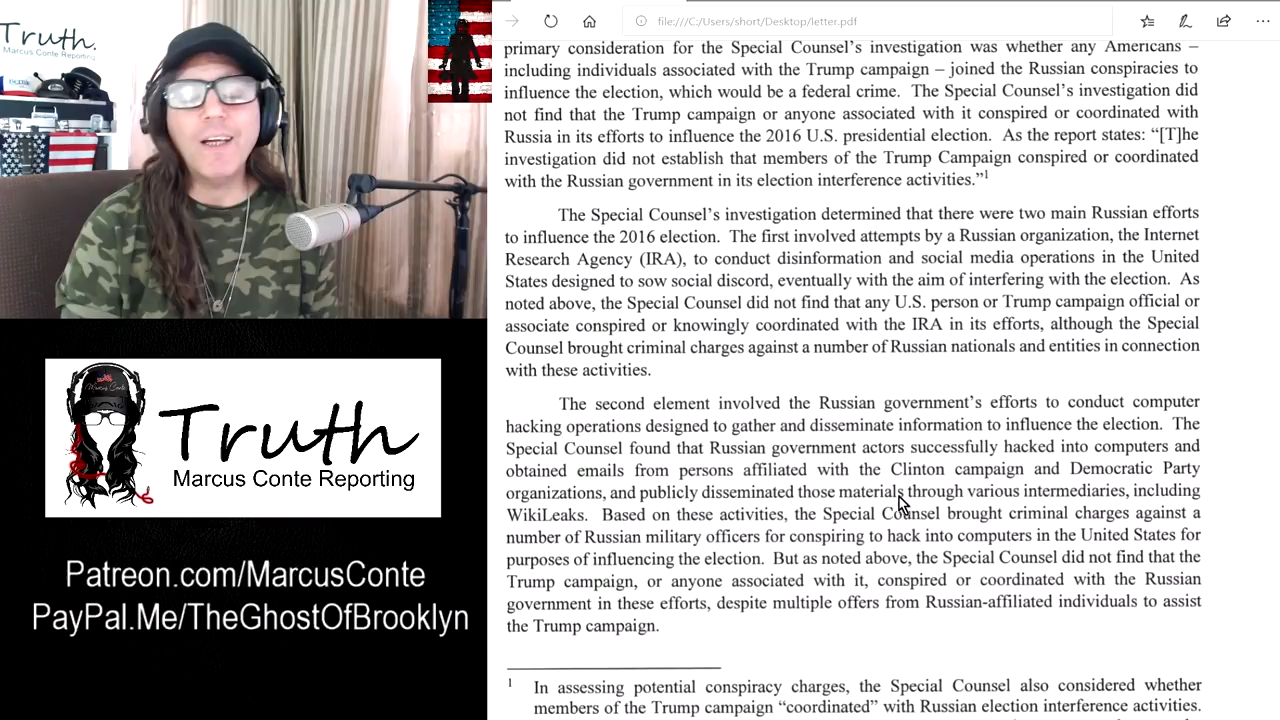 Truth.
Marcus Conte Reporting
file:///C:/Users/short/Desktop/letter.pdf
primary consideration for the Special Counsel’s investigation was whether any Americans –
including individuals associated with the Trump campaign – joined the Russian conspiracies to
influence the election, which would be a federal crime. The Special Counsel’s investigation did
not find that the Trump campaign or anyone associated with it conspired or coordinated with
Russia in its efforts to influence the 2016 U.S. presidential election. As the report states: “[T]he
investigation did not establish that members of the Trump Campaign conspired or coordinated
with the Russian government in its election interference activities.”1
The Special Counsel’s investigation determined that there were two main Russian efforts
to influence the 2016 election. The first involved attempts by a Russian organization, the Internet
Research Agency (IRA), to conduct disinformation and social media operations in the United
States designed to sow social discord, eventually with the aim of interfering with the election. As
noted above, the Special Counsel did not find that any U.S. person or Trump campaign official or
associate conspired or knowingly coordinated with the IRA in its efforts, although the Special
Counsel brought criminal charges against a number of Russian nationals and entities in connection
with these activities.
The second element involved the Russian government’s efforts to conduct computer
hacking operations designed to gather and disseminate information to influence the election. The
Special Counsel found that Russian government actors successfully hacked into computers and
obtained emails from persons affiliated with the Clinton campaign and Democratic Party
organizations, and publicly disseminated those materials through various intermediaries, including
WikiLeaks. Based on these activities, the Special Counsel brought criminal charges against a
number of Russian military officers for conspiring to hack into computers in the United States for
purposes of influencing the election. But as noted above, the Special Counsel did not find that the
Trump campaign, or anyone associated with it, conspired or coordinated with the Russian
government in these efforts, despite multiple offers from Russian-affiliated individuals to assist
the Trump campaign.
1 In assessing potential conspiracy charges, the Special Counsel also considered whether
members of the Trump campaign “coordinated” with Russian election interference activities.
Marcus Conte
Truth
Marcus Conte Reporting
Patreon.com/MarcusConte
PayPal.Me/TheGhostOfBrooklyn